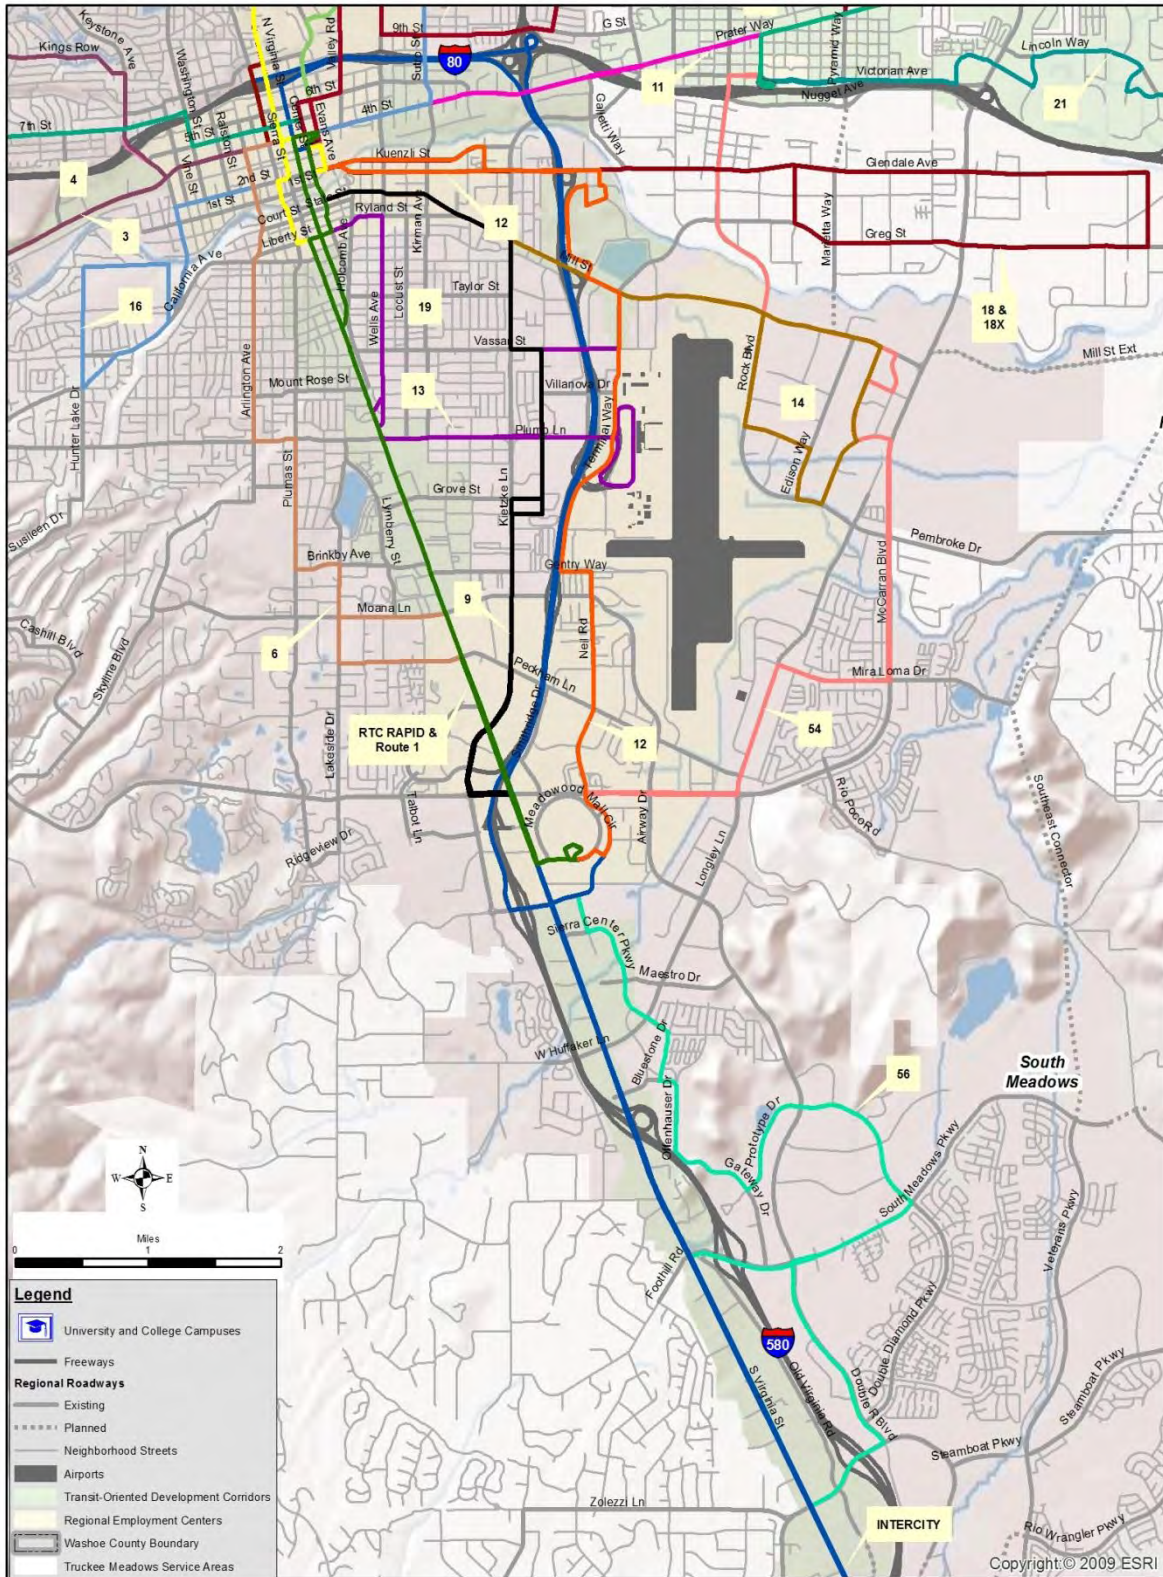 Keystone Ave
Kings Row
N Virginia St
Valley Rd
9th St
Sutro St
G St
Prater Way
Pyramid Way
Lincoln Way
Victorian Ave
Nugget Ave
80
11
21
Washington St
Ralston St
6th St
4th St
7th St
5th St
Sierra St
Center St
Evans Ave
Galletti Way
Kuenzli St
Glendale Ave
4
Vine St
2nd St
1st St
1st St
State St
Court St
Liberty St
Ryland St
Kirman Ave
12
3
Holcomb Ave
California Ave
Mill St
Marietta Way
Greg St
Wells Ave
Locust St
Taylor St
16
19
18 &
18X
Mill St Ext
Vassar St
Arlington Ave
Mount Rose St
Villanova Dr
Rock Blvd
13
14
Hunter Lake Dr
Plumb Ln
Terminal Way
Edison Way
Plumas St
Grove St
Kietzke Ln
Lymberry St
Susileen Dr
Brinkby Ave
Pembroke Dr
Gentry Way
McCarran Blvd
9
Moana Ln
Neil Rd
Cashill Blvd
Skyline Blvd
6
Peckham Ln
Mira Loma Dr
RTC RAPID &
Route 1
Smithridge Dr
12
54
Lakeside Dr
Meadowood Mall Cir
Talbot Ln
Airway Dr
Rio Poco Rd
Southeast Connector
Ridgeview Dr
Longley Ln
Sierra Center Pkwy
Maestro Dr
W Huffaker Ln
Bluestone Dr
South
Meadows
56
Offenhauser Dr
Prototype Dr
Gateway Dr
South Meadows Pkwy
Veterans Pkwy
N
W
E
S
Miles
0
1
2
Foothill Rd
Double Diamond Pkwy
580
S Virginia St
Old Virginia Rd
Double R Blvd
Steamboat Pkwy
Steamboat Pkwy
Zolezzi Ln
INTERCITY
Rio Wrangler Pkwy
Legend
University and College Campuses
Freeways
Regional Roadways
Existing
Planned
Neighborhood Streets
Airports
Transit-Oriented Development Corridors
Regional Employment Centers
Washoe County Boundary
Truckee Meadows Service Areas
Copyright:© 2009 ESRI